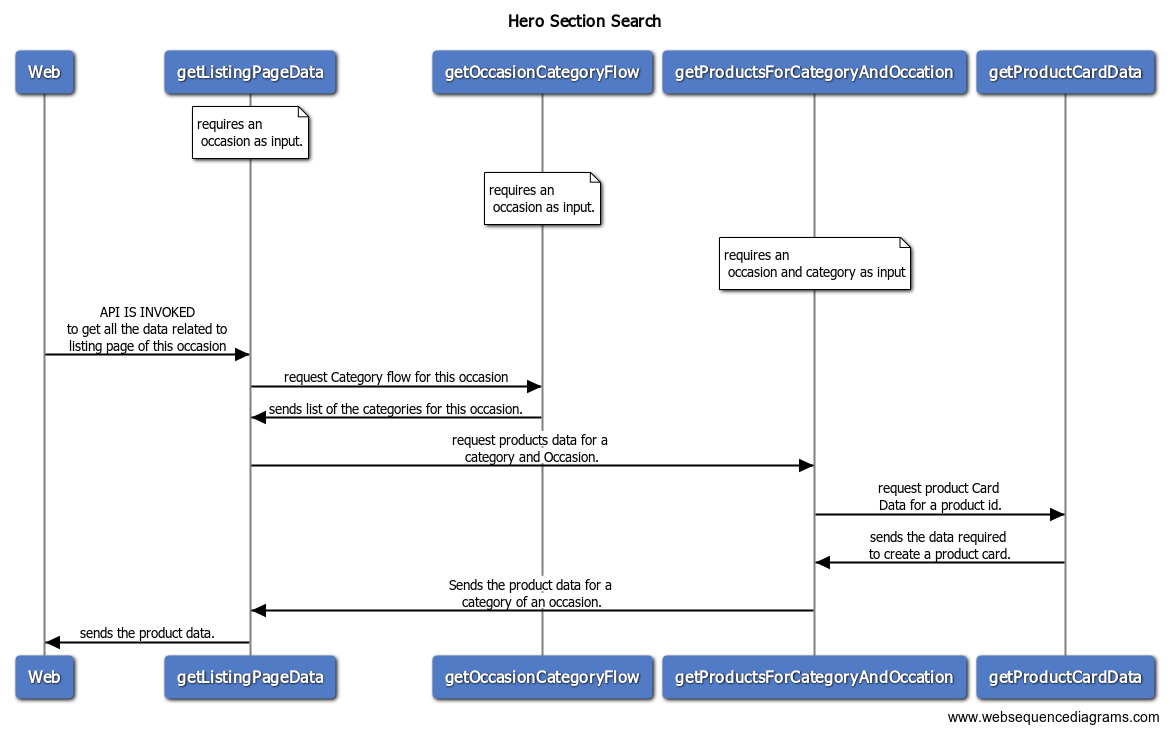 Hero Section Search
Web
getListingPageData
getOccasionCategoryFlow
getProductsForCategoryAndOccation
getProductCardData
requires an
occasion as input.
requires an
occasion as input.
requires an
occasion and category as input
API IS INVOKED
to get all the data related to
listing page of this occasion
request Category flow for this occasion
sends list of the categories for this occasion.
request products data for a
category and Occasion.
request product Card
Data for a product id.
sends the data required
to create a product card.
Sends the product data for a
category of an occasion.
sends the product data.
Web
getListingPageData
getOccasionCategoryFlow
getProductsForCategoryAndOccation
getProductCardData
www.websequencediagrams.com